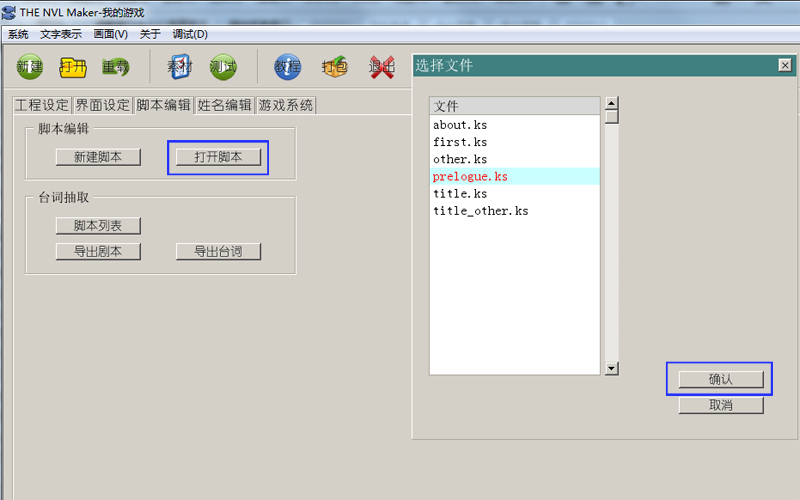 THE NVL Maker-我的游戏
系统 文字表示 画面(V) 关于 调试(D)
新建 打开 重载 素材 测试 教程 打包 退出
工程设定 界面设定 脚本编辑 姓名编辑 游戏系统
脚本编辑
新建脚本 打开脚本
台词抽取
脚本列表
导出剧本 导出台词
选择文件
文件
about.ks
first.ks
other.ks
prelogue.ks
title.ks
title_other.ks
确认
取消